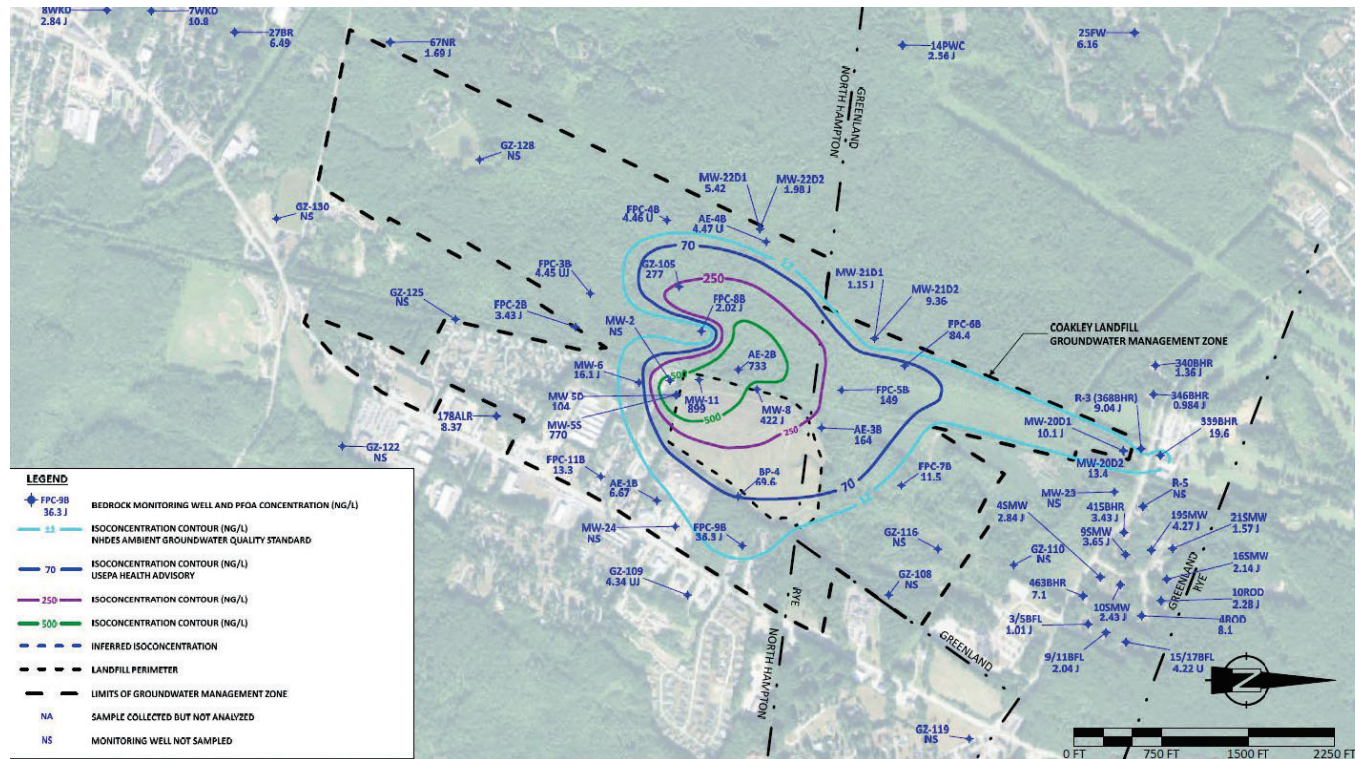 8WKD
2.84 J
7WKD
10.8
27BR
6.49
67NR
1.69 J
14PWC
2.56 J
25FW
6.16
GREENLAND
NORTH HAMPTON
GZ-128
NS
GZ-130
NS
MW-22D1
5.42
MW-22D2
1.98 J
FPC-4B
4.46 U
AE-4B
4.47 U
70
12
FPC-3B
4.45 UJ
GZ-105
277
250
MW-21D1
1.15 J
MW-21D2
9.36
GZ-125
NS
FPC-2B
3.43 J
FPC-8B
2.02 J
MW-2
NS
FPC-6B
84.4
COAKLEY LANDFILL
GROUNDWATER MANAGEMENT ZONE
MW-6
16.1 J
AE-2B
733
500
340BHR
1.36 J
MW-5D
104
MW-11
899
MW-8
422 J
FPC-5B
149
R-3 (368BHR)
9.04 J
346BHR
0.984 J
178ALR
8.37
MW-5S
770
500
250
AE-3B
164
MW-20D1
10.1 J
339BHR
19.6
GZ-122
NS
FPC-11B
13.3
BP-4
69.6
MW-20D2
13.4
AE-1B
6.67
70
12
FPC-7B
11.5
MW-23
NS
R-5
NS
4SMW
2.84 J
415BHR
3.43 J
19SMW
4.27 J
21SMW
1.57 J
MW-24
NS
FPC-9B
36.3 J
GZ-116
NS
GZ-110
NS
9SMW
3.65 J
16SMW
2.14 J
GZ-109
4.34 UJ
GZ-108
NS
463BHR
7.1
10SMW
2.43 J
GREENLAND
RYE
10ROD
2.28 J
RYE
NORTH HAMPTON
GREENLAND
3/5BFL
1.01 J
4ROD
8.1
9/11BFL
2.04 J
15/17BFL
4.22 U
GZ-119
NS
N
0 FT 750 FT 1500 FT 2250 FT
LEGEND
FPC-9B
36.3 J
BEDROCK MONITORING WELL AND PFOA CONCENTRATION (NG/L)
12
ISOCONCENTRATION CONTOUR (NG/L)
NHDES AMBIENT GROUNDWATER QUALITY STANDARD
70
ISOCONCENTRATION CONTOUR (NG/L)
USEPA HEALTH ADVISORY
250 ISOCONCENTRATION CONTOUR (NG/L)
500 ISOCONCENTRATION CONTOUR (NG/L)
INFERRED ISOCONCENTRATION
LANDFILL PERIMETER
LIMITS OF GROUNDWATER MANAGEMENT ZONE
NA SAMPLE COLLECTED BUT NOT ANALYZED
NS MONITORING WELL NOT SAMPLED